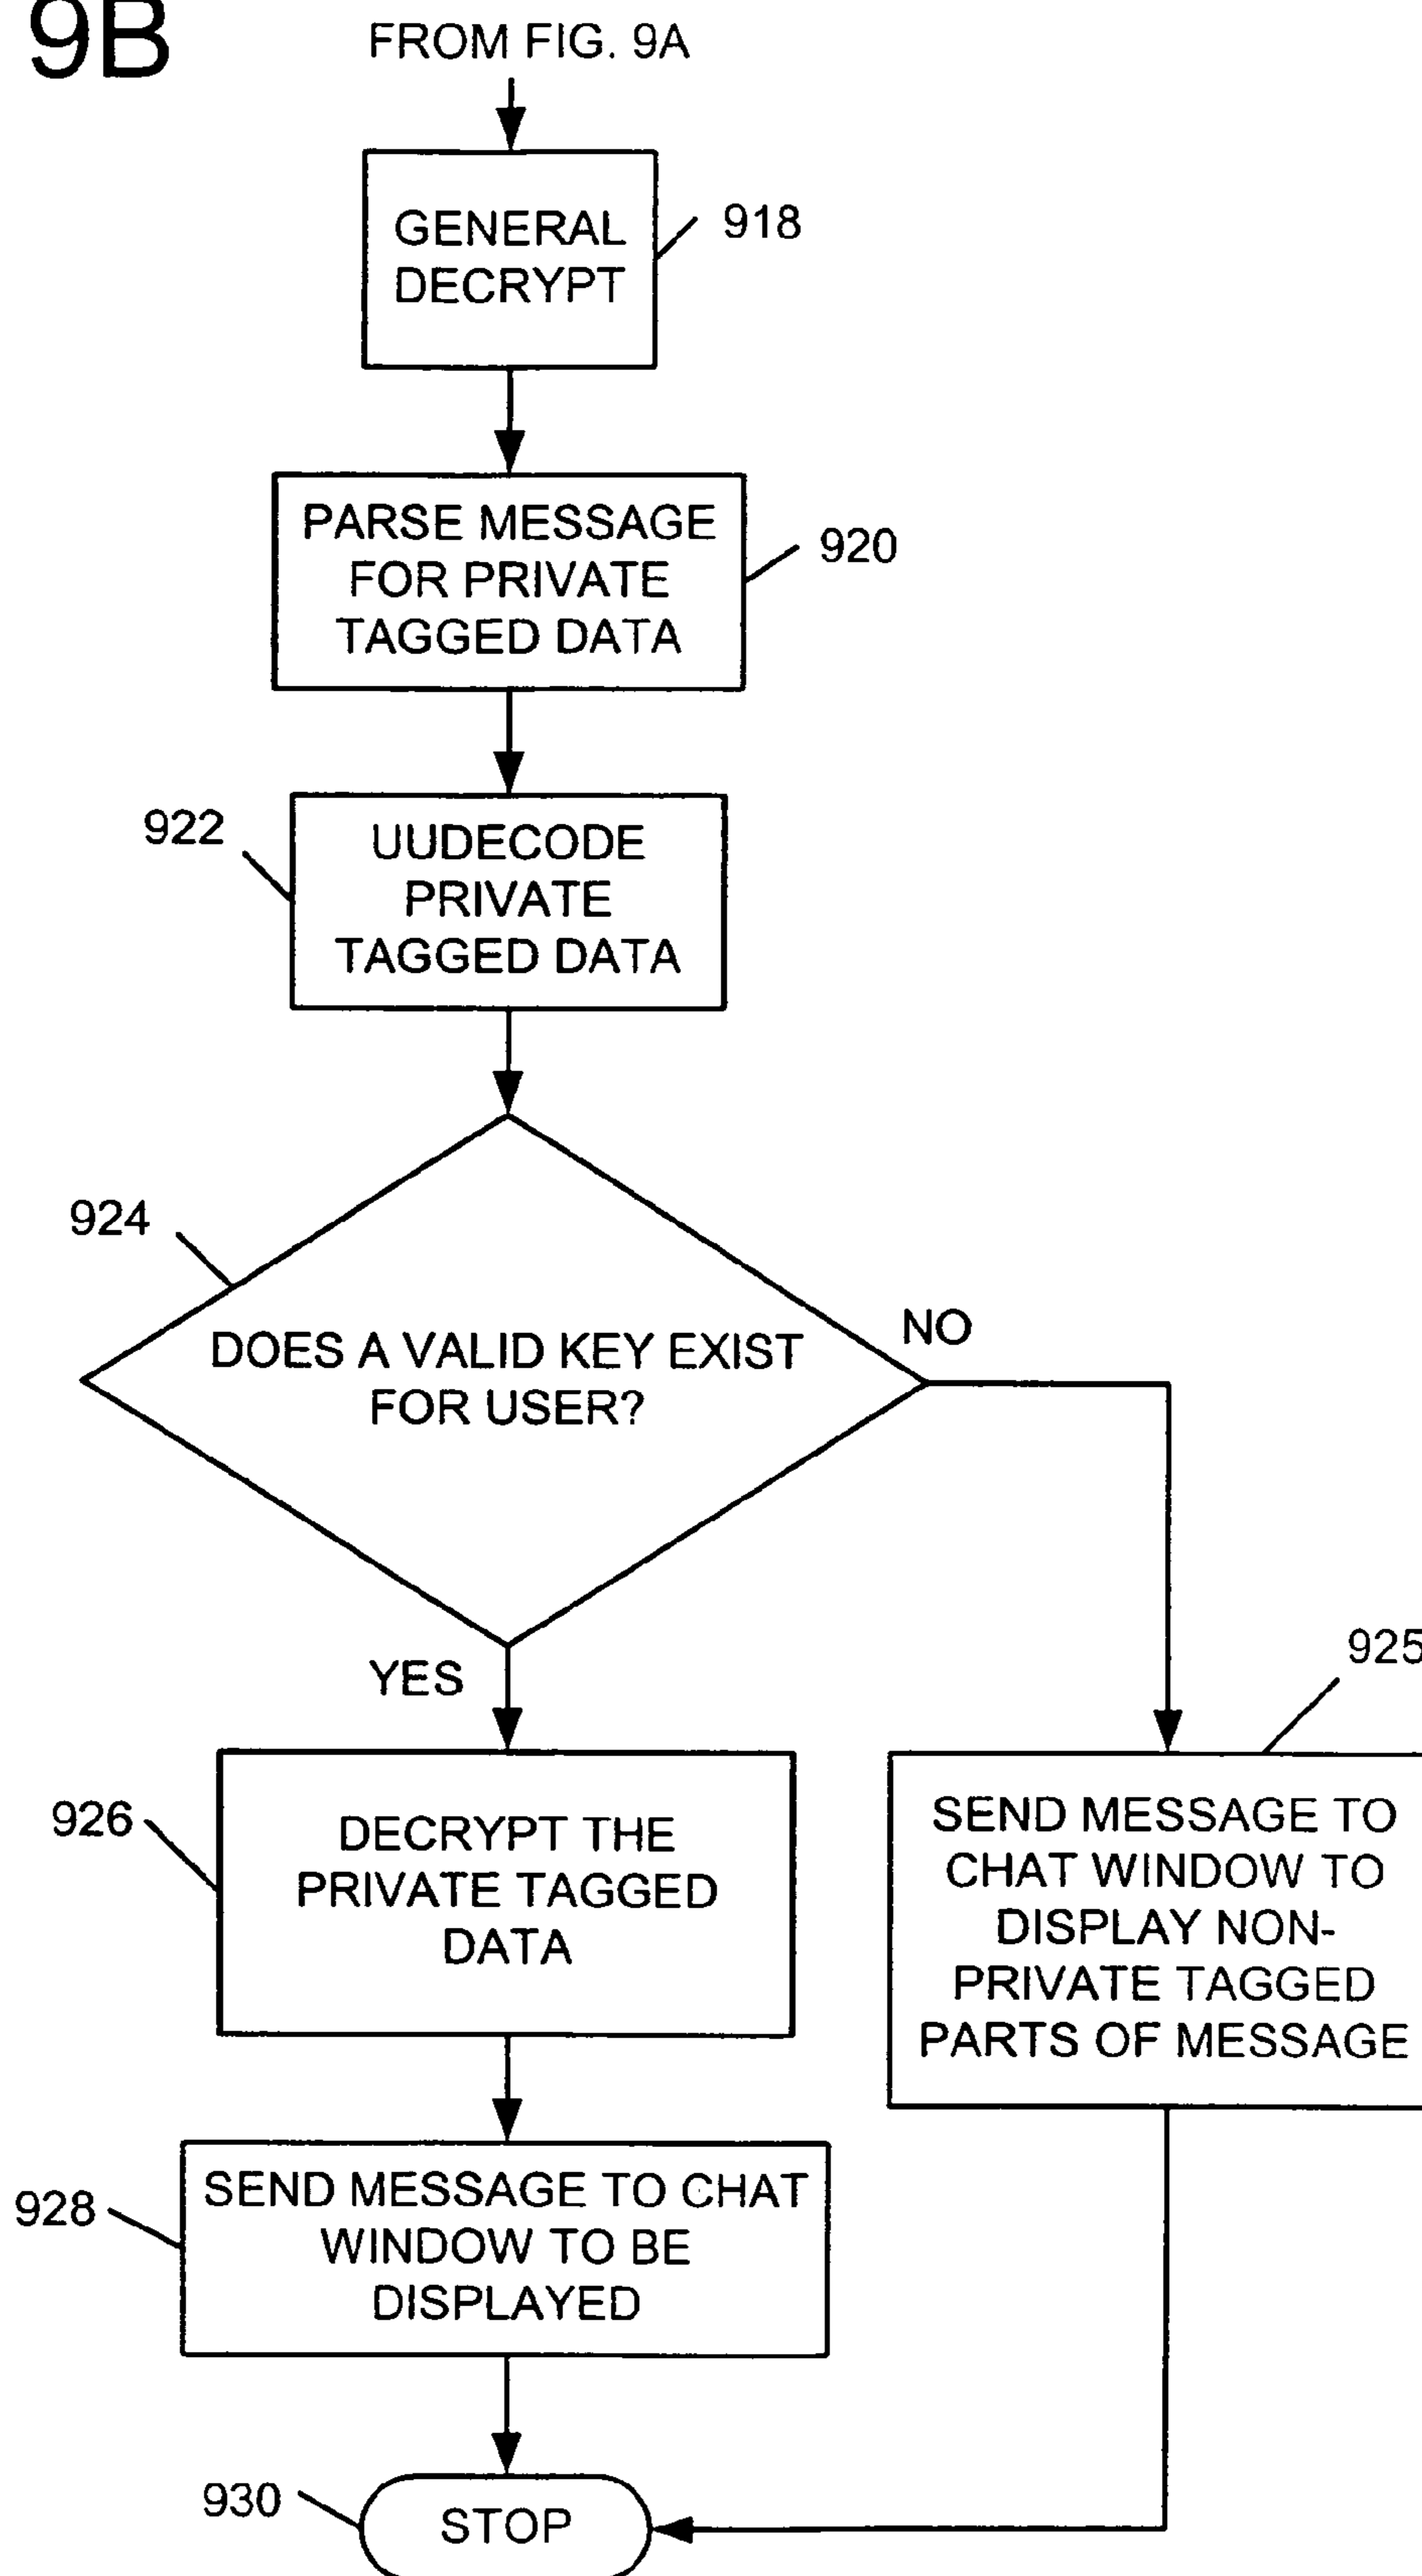 9B
FROM FIG. 9A
GENERAL
DECRYPT
918
PARSE MESSAGE
FOR PRIVATE
TAGGED DATA
920
922
UUDECODE
PRIVATE
TAGGED DATA
924
DOES A VALID KEY EXIST
FOR USER?
NO
YES
925
926
DECRYPT THE
PRIVATE TAGGED
DATA
SEND MESSAGE TO
CHAT WINDOW TO
DISPLAY NON-
PRIVATE TAGGED
PARTS OF MESSAGE
928
SEND MESSAGE TO CHAT
WINDOW TO BE
DISPLAYED
930
STOP